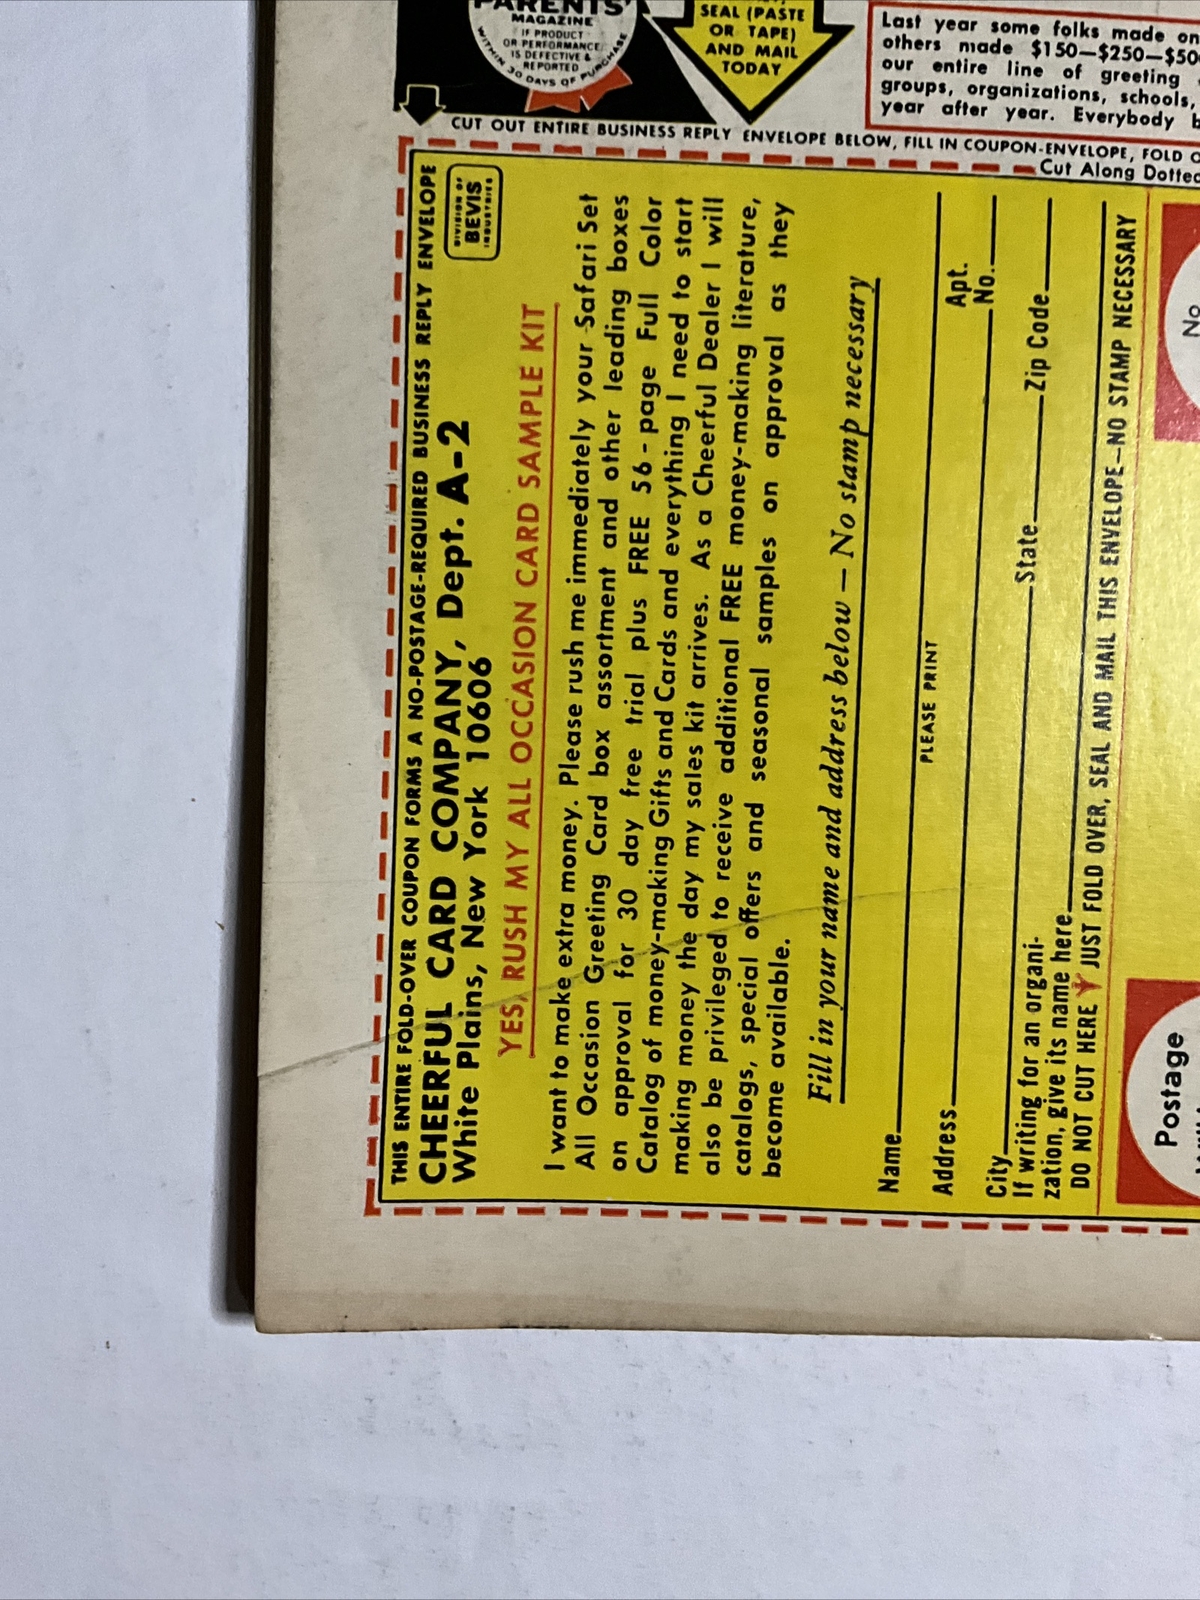 PARENTS'
MAGAZINE
IF PRODUCT
OR PERFORMANCE
IS DEFECTIVE &
REPORTED
WITHIN 30 DAYS OF PURCHASE
SEAL (PASTE
OR TAPE)
AND MAIL
TODAY
Last year some folks made
others made $150—$250—
our entire line of greeting
groups, organizations, schools,
year after year. Everybody
CUT OUT ENTIRE BUSINESS REPLY ENVELOPE BELOW, FILL IN COUPON-ENVELOPE, FOLD
Cut Along Dotted
THIS ENTIRE FOLD-OVER COUPON FORMS A NO-POSTAGE-REQUIRED BUSINESS REPLY ENVELOPE
CHEERFUL CARD COMPANY, Dept. A-2
White Plains, New York 10606
DIVISION OF
BEVIS
INDUSTRIES
YES, RUSH MY ALL OCCASION CARD SAMPLE KIT
I want to make extra money. Please rush me immediately your Safari Set
All Occasion Greeting Card box assortment and other leading boxes
on approval for 30 day free trial plus FREE 56-page Full Color
Catalog of money-making Gifts and Cards and everything I need to start
making money the day my sales kit arrives. As a Cheerful Dealer I will
also be privileged to receive additional FREE money-making literature,
catalogs, special offers and seasonal samples on approval as they
become available.
Fill in your name and address below — No stamp necessary
Name
PLEASE PRINT
Address
Apt.
No.
City
State
Zip Code
If writing for an organi-
zation, give its name here
DO NOT CUT HERE JUST FOLD OVER, SEAL AND MAIL THIS ENVELOPE—NO STAMP NECESSARY
Postage
No